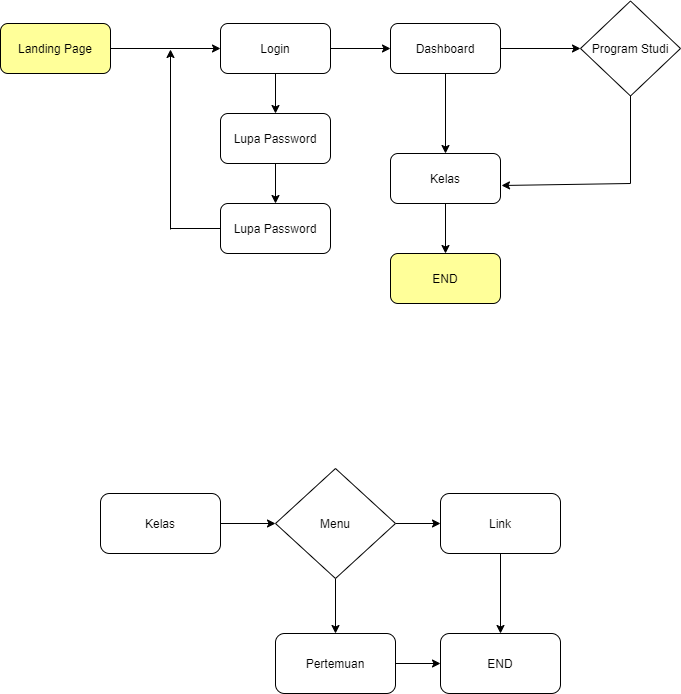 Landing Page
Login
Dashboard
Program Studi
Lupa Password
Kelas
Lupa Password
END
Kelas
Menu
Link
Pertemuan
END